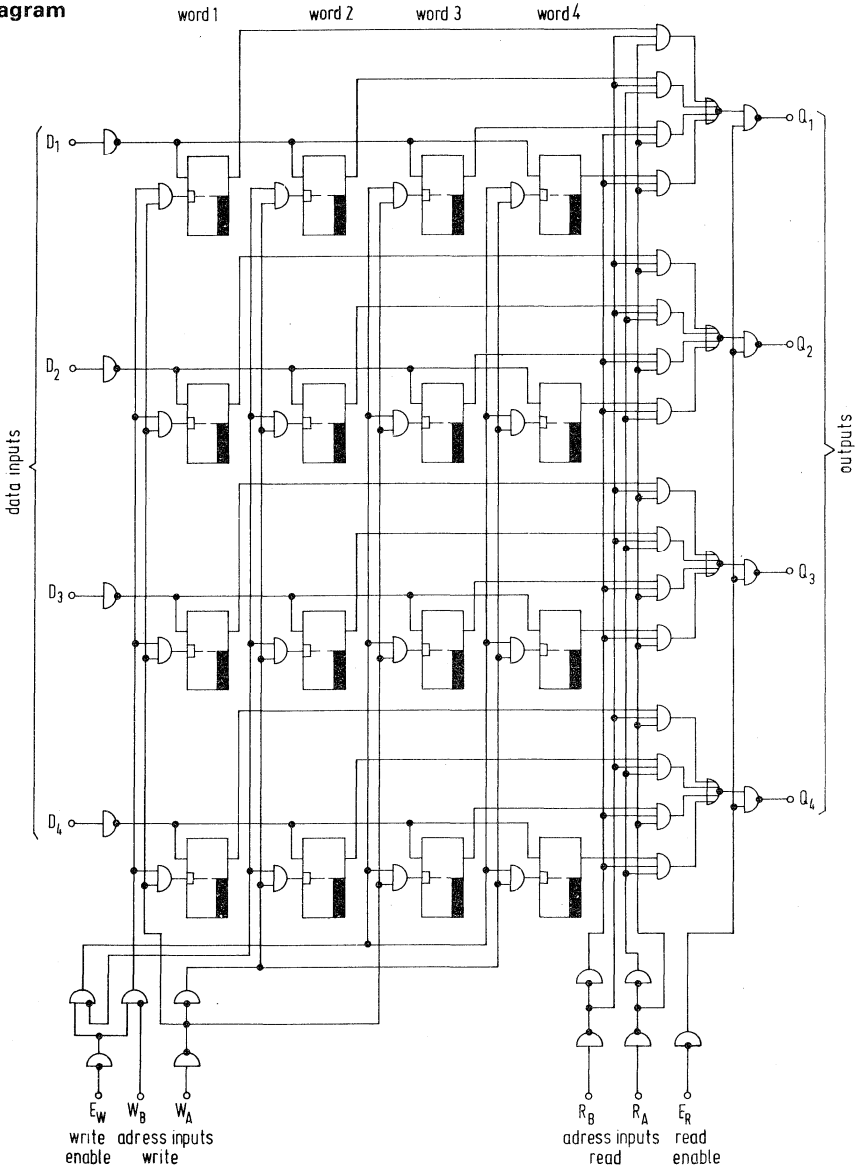 agram
word 1 word 2 word 3 word 4
D1
Q1
D2
Q2
data inputs
outputs
D3
Q3
D4
Q4
EW WB WA RB RA ER
write adress inputs adress inputs read
enable write read enable